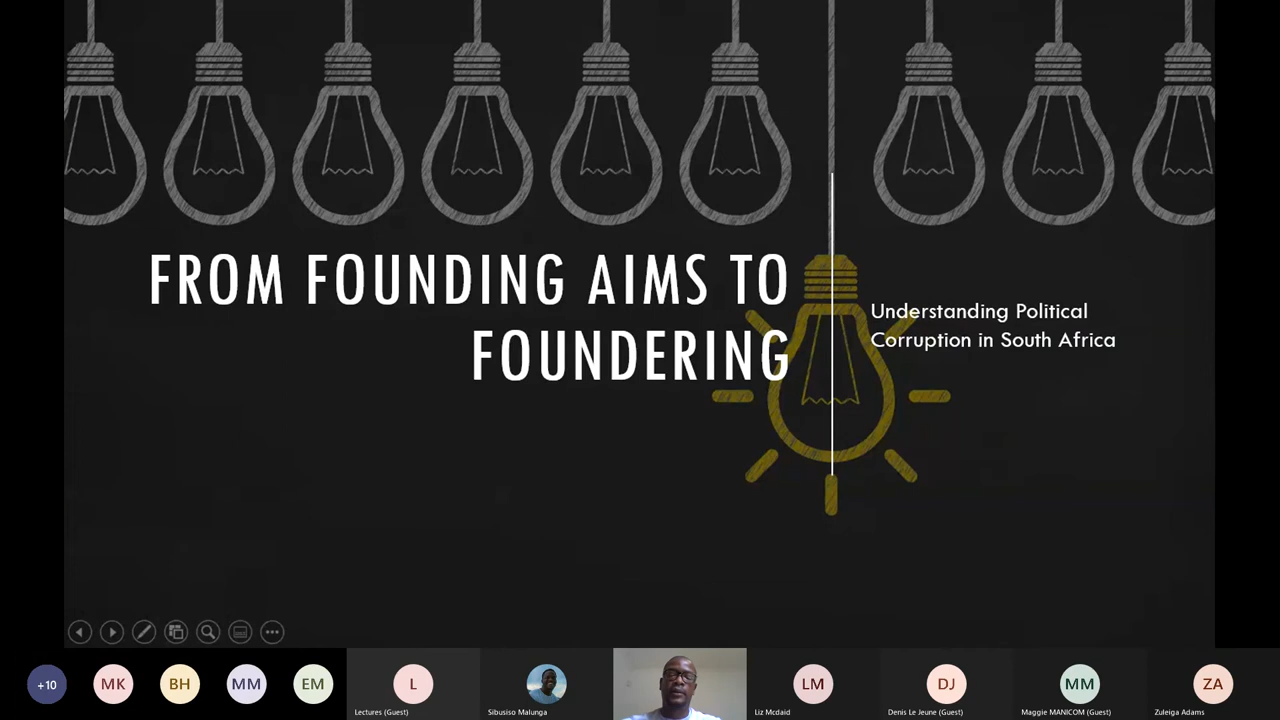 FROM FOUNDING AIMS TO
FOUNDERING
Understanding Political
Corruption in South Africa
+10
MK
BH
MM
EM
L
LM
DJ
MM
ZA
Lectures (Guest)
Sibusiso Malunga
Liz Mcdaid
Denis Le Jeune (Guest)
Maggie MANICOM (Guest)
Zuleiga Adams